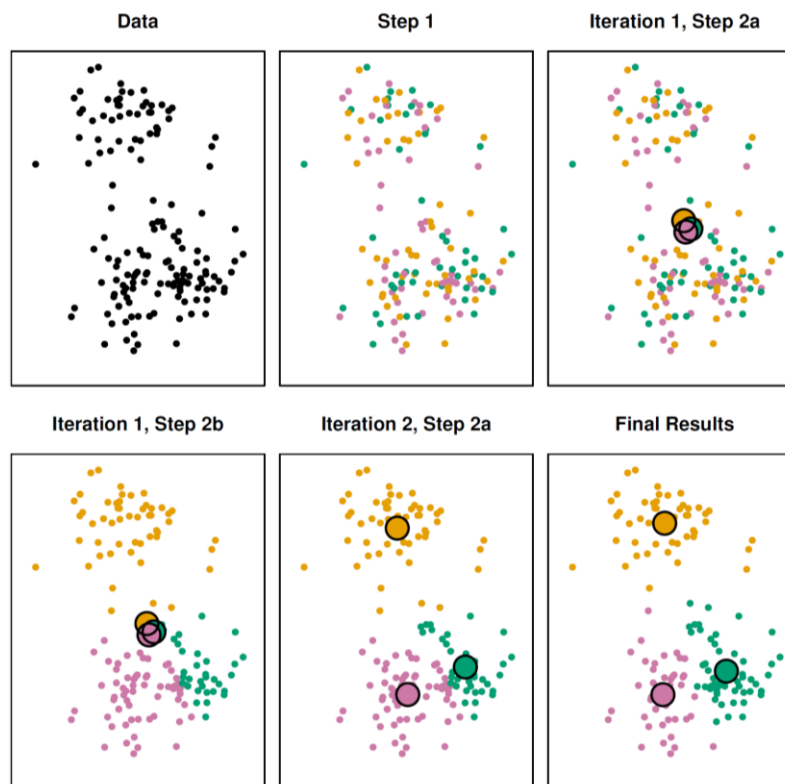 Data
Step 1
Iteration 1, Step 2a
Iteration 1, Step 2b
Iteration 2, Step 2a
Final Results